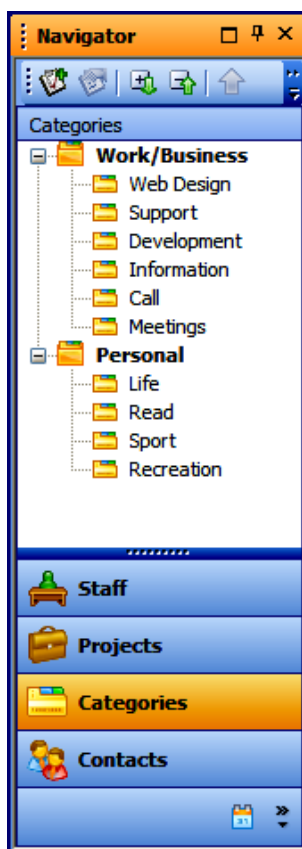 Navigator
Categories
Work/Business
Web Design
Support
Development
Information
Call
Meetings
Personal
Life
Read
Sport
Recreation
Staff
Projects
Categories
Contacts
31